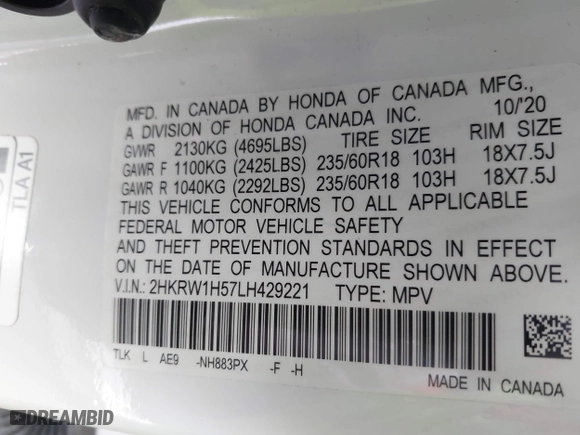 MFD. IN CANADA BY HONDA OF CANADA MFG.,
A DIVISION OF HONDA CANADA INC. 10/'20
GVWR 2130KG (4695LBS) TIRE SIZE RIM SIZE
GAWR F 1100KG (2425LBS) 235/60R18 103H 18X7.5J
GAWR R 1040KG (2292LBS) 235/60R18 103H 18X7.5J
THIS VEHICLE CONFORMS TO ALL APPLICABLE
FEDERAL MOTOR VEHICLE SAFETY
AND THEFT PREVENTION STANDARDS IN EFFECT
ON THE DATE OF MANUFACTURE SHOWN ABOVE.
V.I.N.: 2HKRW1H57LH429221 TYPE: MPV
TLK L AE9 -NH883PX -F -H
MADE IN CANADA
TLA A1
DREAMBID